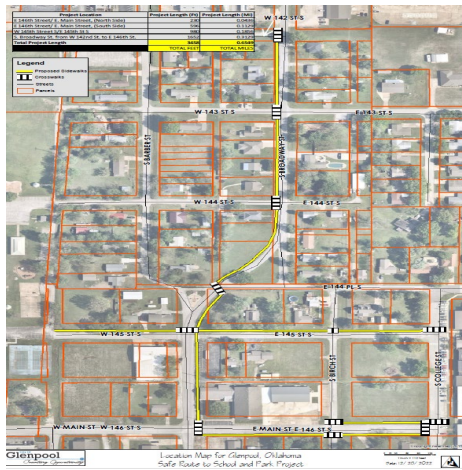 Project Location Project Length (Ft) Project Length (Mi)
E 146th Street/ E. Main Street, (North Side)
E 146th Street/ E. Main Street, (South Side)
W 145th Street S/E 145th St S
S. Broadway St. from W 142nd St. to E 146th St.
Total Project Length
TOTAL FEET TOTAL MILES
Legend
Proposed Sidewalks
Crosswalks
Streets
Parcels
W 142 ST S
W 143 ST S
E 143 ST S
S BARBER ST
S BROADWAY ST
W 144 ST S
E 144 ST S
E 144 PL S
W 145 ST S
E 145 ST S
S BIRCH ST
S COLLEGE ST
W MAIN ST W 146 ST S
E MAIN ST E 146 ST S
Glenpool
Creating Opportunity
Location Map for Glenpool, Oklahoma
Safe Route to School and Park Project